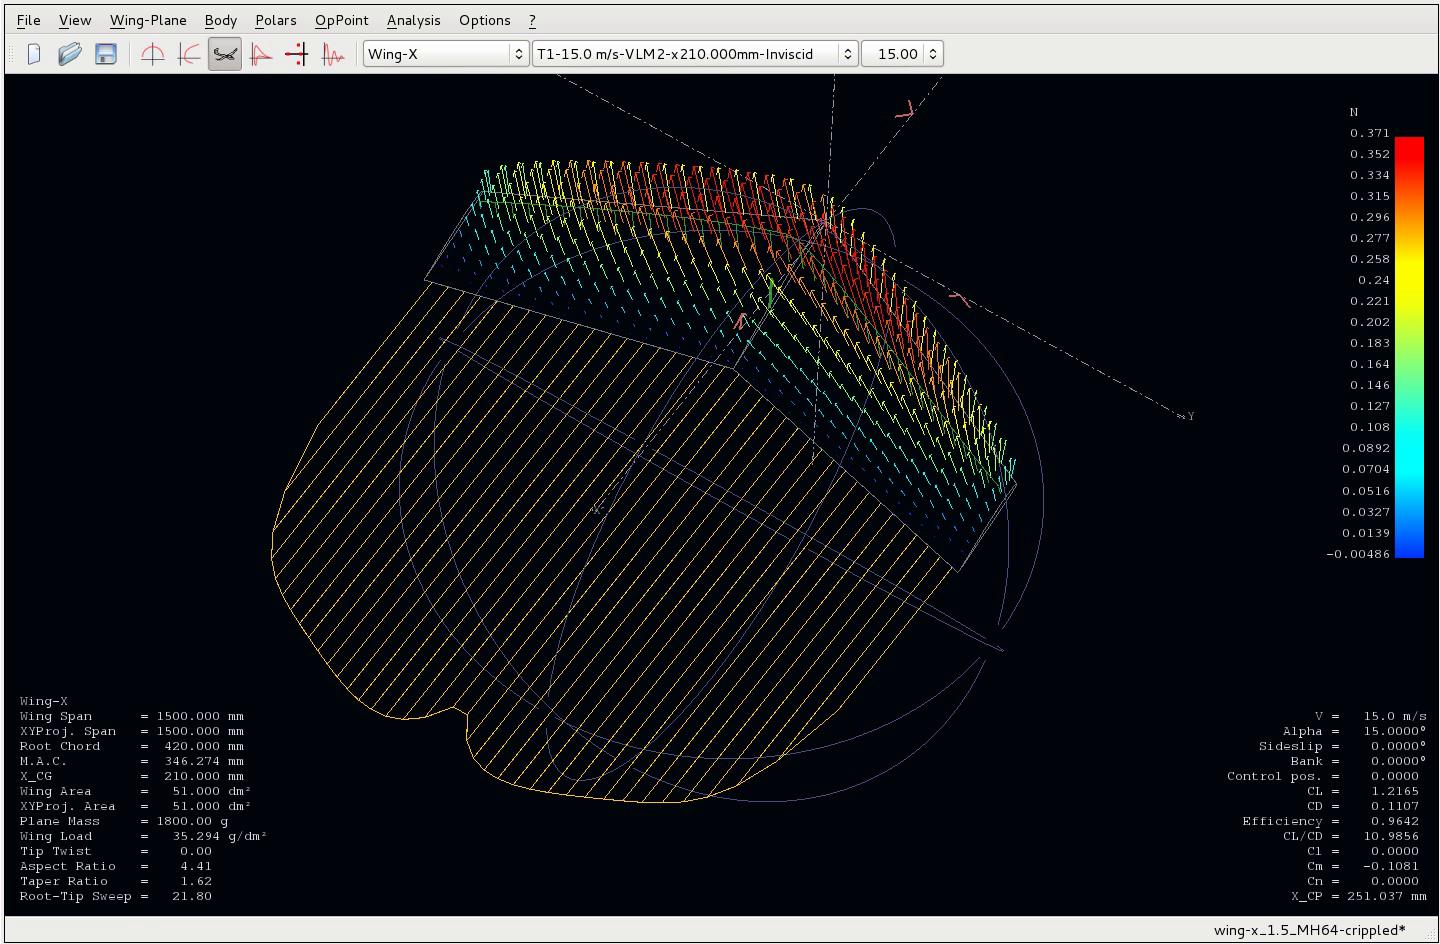 File View Wing-Plane Body Polars OpPoint Analysis Options ?
Wing-X T1-15.0 m/s-VLM2-x210.000mm-Inviscid 15.00
N
0.371
0.352
0.334
0.315
0.296
0.277
0.258
0.24
0.221
0.202
0.183
0.164
0.146
0.127
0.108
0.0892
0.0704
0.0516
0.0327
0.0139
-0.00486
Y
X
Wing-X
Wing Span = 1500.000 mm
XYProj. Span = 1500.000 mm
Root Chord = 420.000 mm
M.A.C. = 346.274 mm
X_CG = 210.000 mm
Wing Area = 51.000 dm²
XYProj. Area = 51.000 dm²
Plane Mass = 1800.00 g
Wing Load = 35.294 g/dm²
Tip Twist = 0.00
Aspect Ratio = 4.41
Taper Ratio = 1.62
Root-Tip Sweep = 21.80
V = 15.0 m/s
Alpha = 15.0000°
Sideslip = 0.0000°
Bank = 0.0000°
Control pos. = 0.0000
CL = 1.2165
CD = 0.1107
Efficiency = 0.9642
CL/CD = 10.9856
Cl = 0.0000
Cm = -0.1081
Cn = 0.0000
X_CP = 251.037 mm
wing-x_1.5_MH64-crippled*